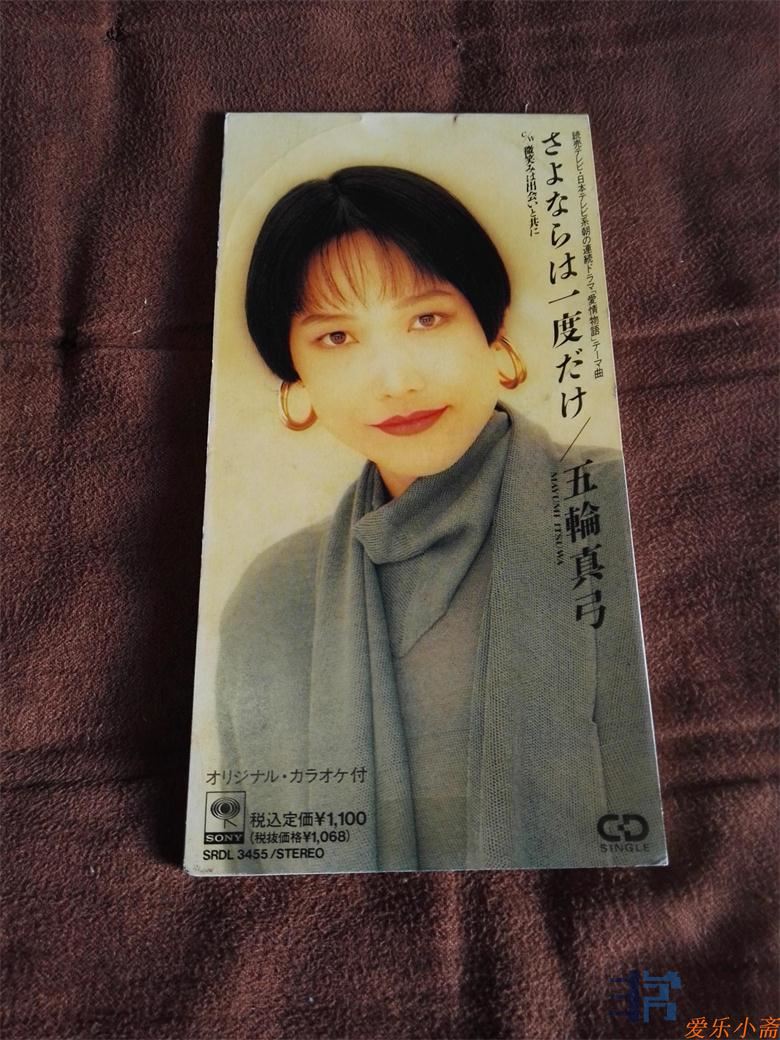 読売テレビ・日本テレビ系朝の連続ドラマ「愛情物語」テーマ曲
さよならは一度だけ／五輪真弓
MAYUMI ITSUWA
C/W 微笑みは出会いと共に
オリジナル・カラオケ付
SONY
税込定価¥1,100
(税抜価格¥1,068)
SRDL 3455/STEREO
CD
SINGLE
爱乐小斋